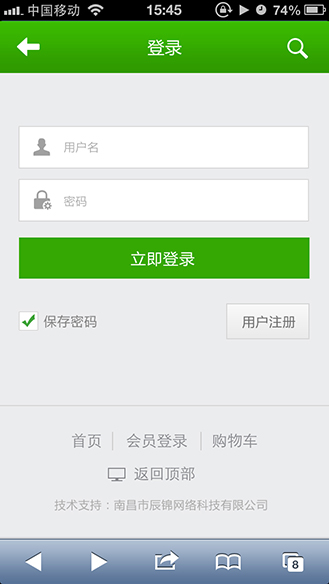 中国移动 15:45 74%
登录
用户名
密码
立即登录
保存密码 用户注册
首页 会员登录 购物车
返回顶部
技术支持：南昌市辰锦网络科技有限公司
8